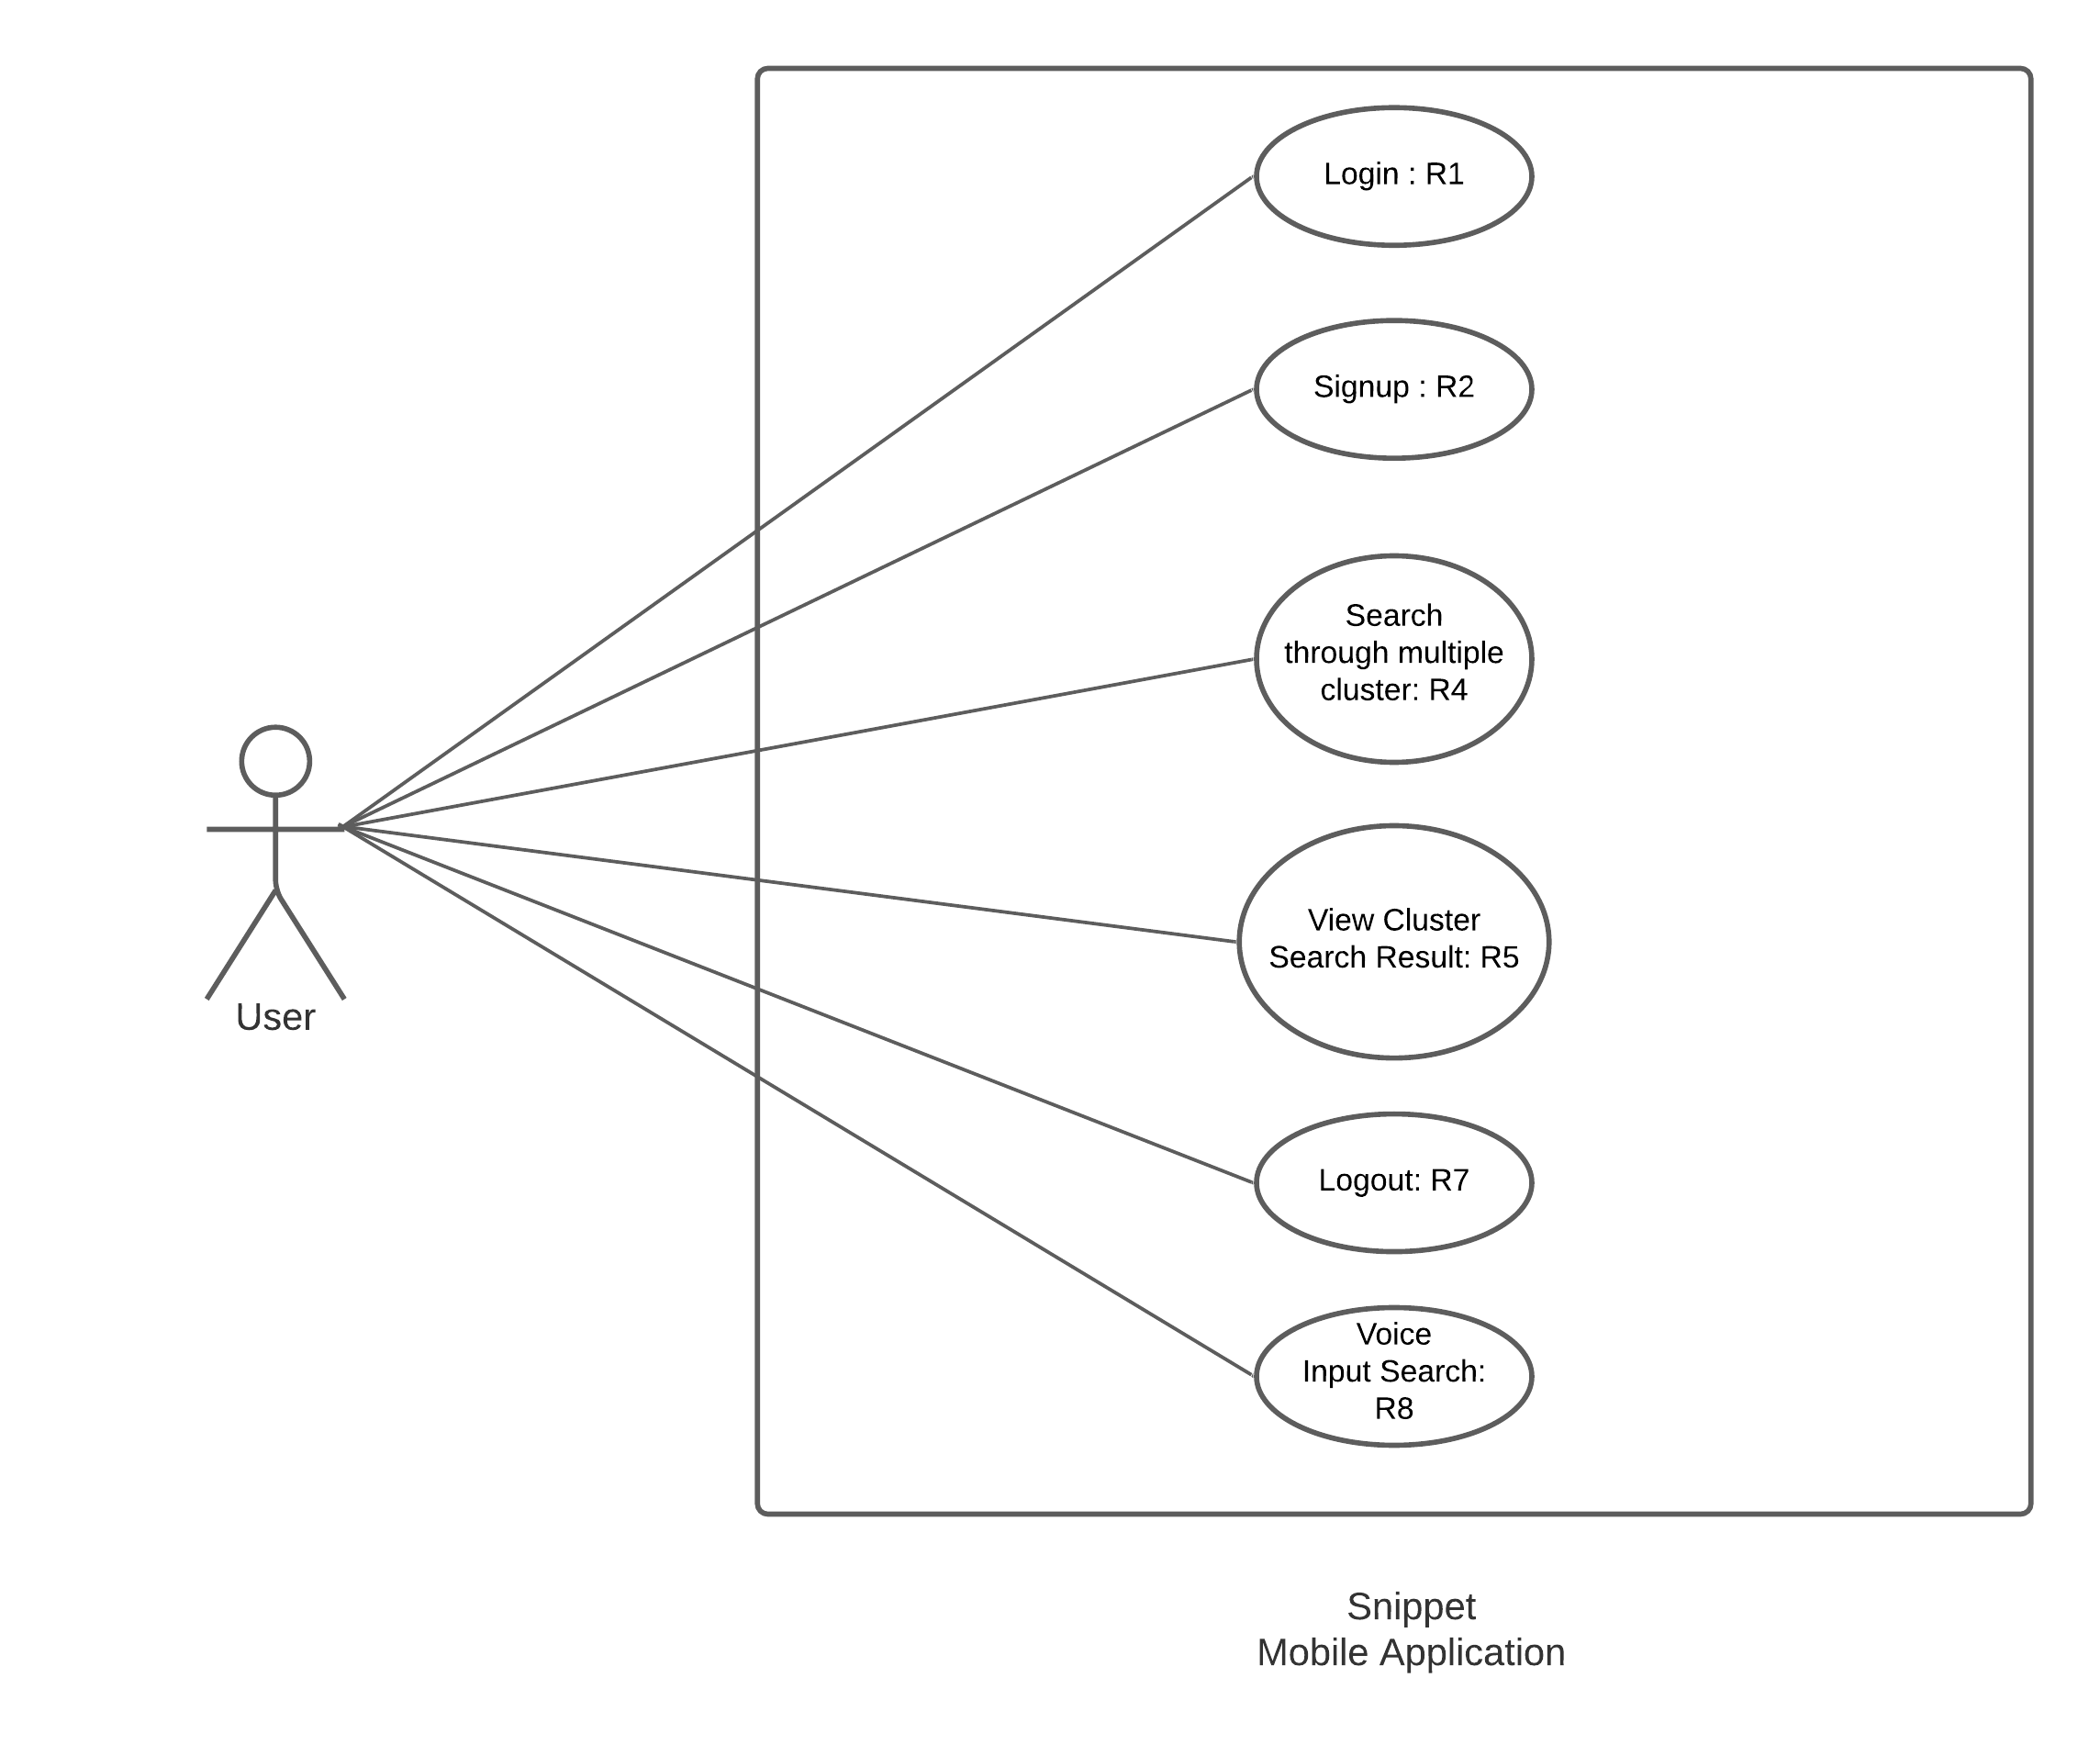 Login : R1
Signup : R2
Search
through multiple
cluster: R4
View Cluster
Search Result: R5
User
Logout: R7
Voice
Input Search:
R8
Snippet
Mobile Application